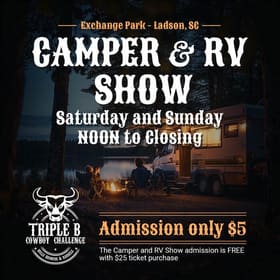 Exchange Park - Ladson, SC
CAMPER & RV
SHOW
Saturday and Sunday
NOON to Closing
TRIPLE B
COWBOY CHALLENGE
Admission only $5
The Camper and RV Show admission is FREE
with $25 ticket purchase